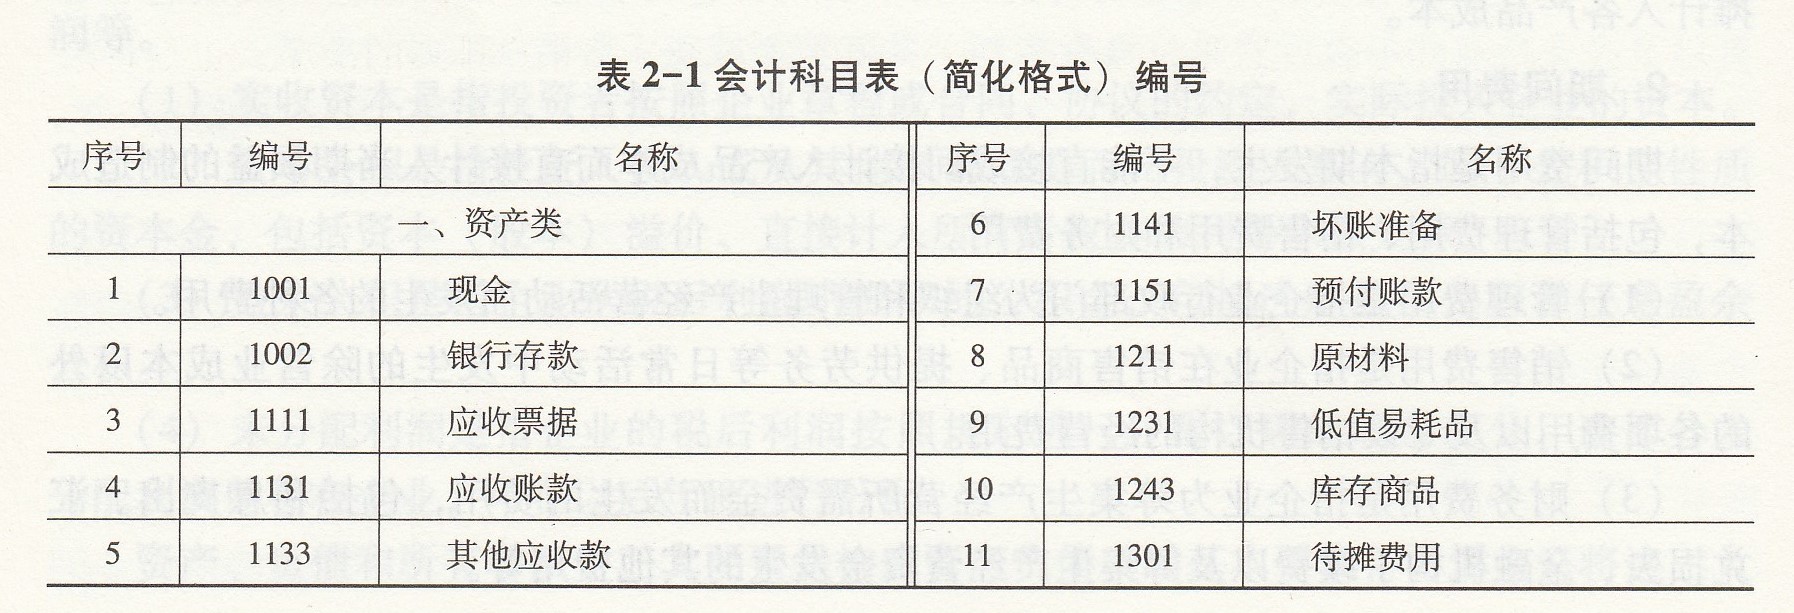 表 2-1 会计科目表（简化格式）编号
序号 编号 名称 序号 编号 名称
一、资产类 6 1141 坏账准备
1 1001 现金 7 1151 预付账款
2 1002 银行存款 8 1211 原材料
3 1111 应收票据 9 1231 低值易耗品
4 1131 应收账款 10 1243 库存商品
5 1133 其他应收款 11 1301 待摊费用